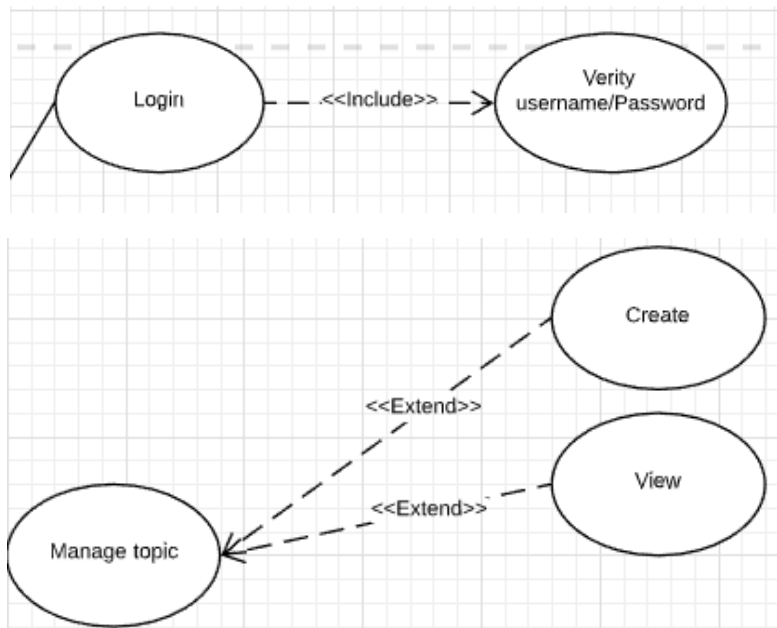 Login
<<Include>>
Verity
username/Password
Create
<<Extend>>
View
<<Extend>>
Manage topic